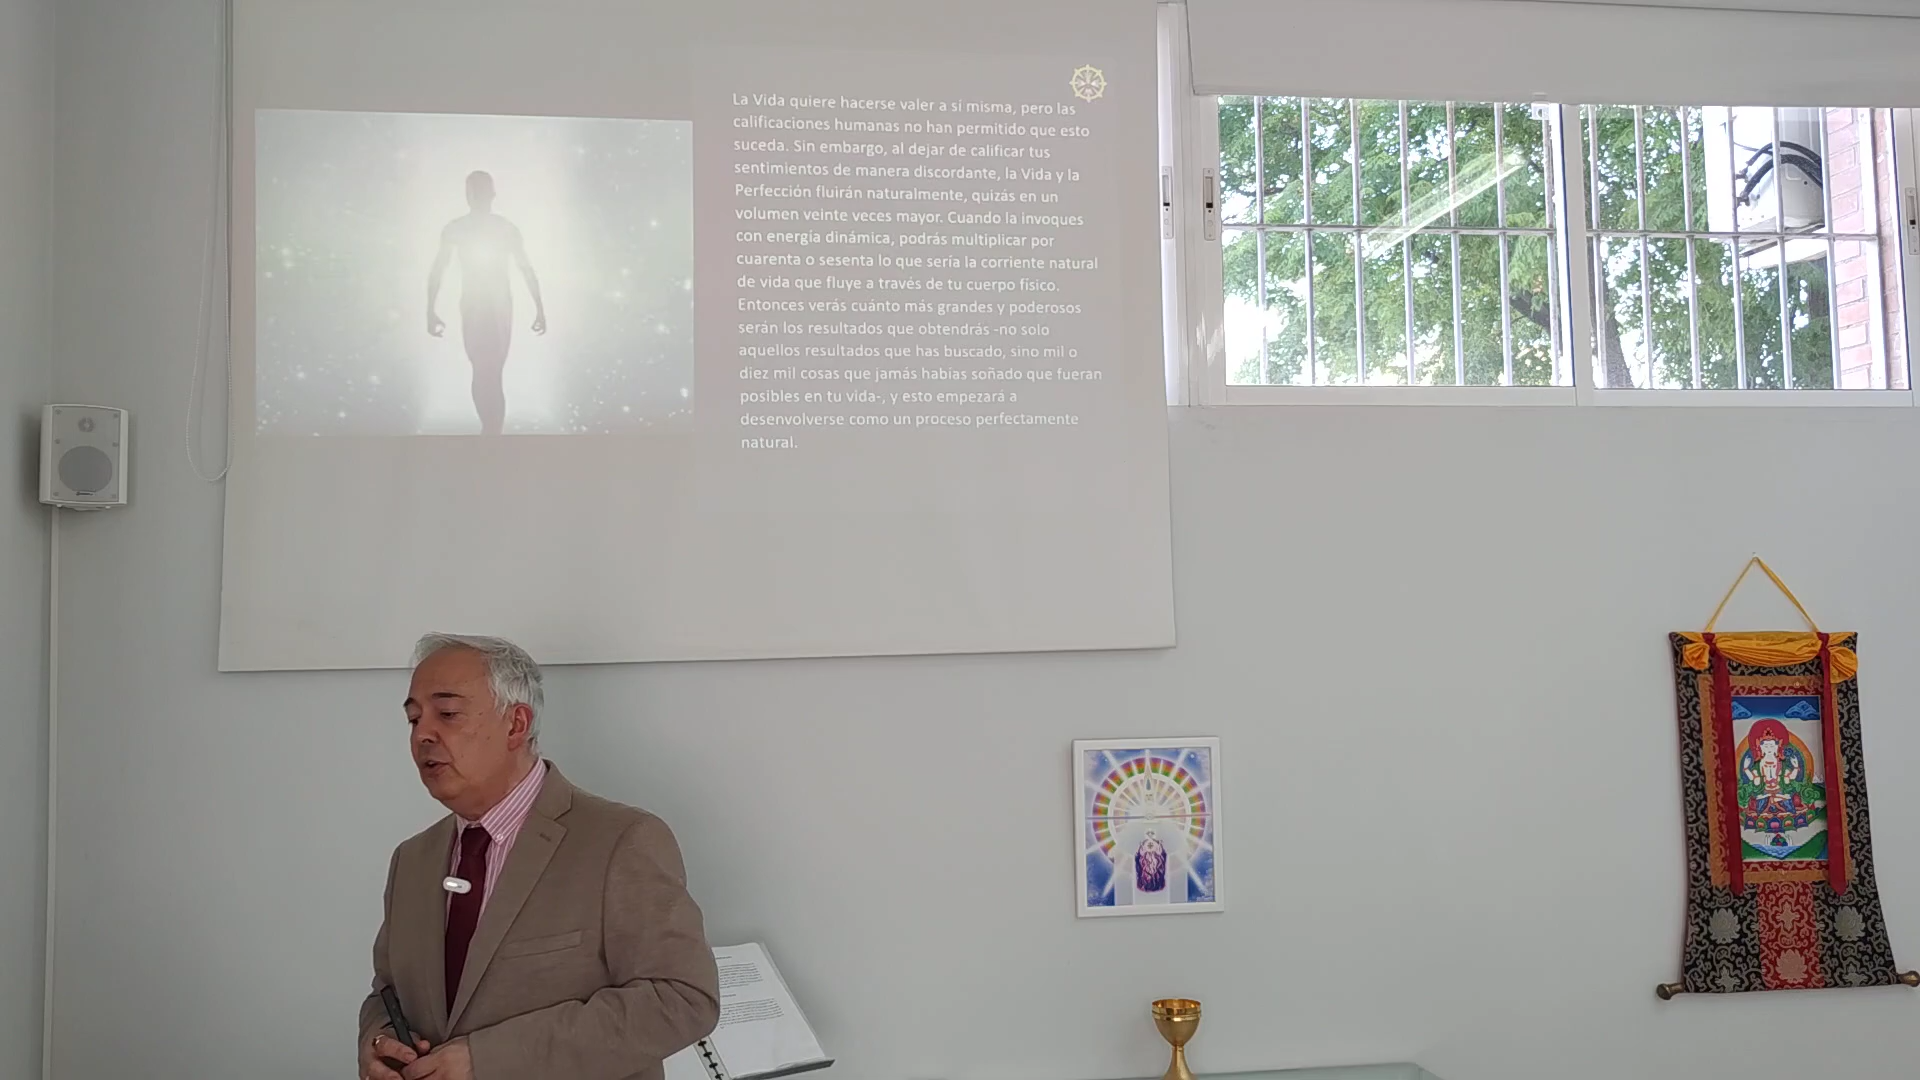 La Vida quiere hacerse valer a sí misma, pero las
calificaciones humanas no han permitido que esto
suceda. Sin embargo, al dejar de calificar tus
sentimientos de manera discordante, la Vida y la
Perfección fluirán naturalmente, quizás en un
volumen veinte veces mayor. Cuando la invoques
con energía dinámica, podrás multiplicar por
cuarenta o sesenta lo que sería la corriente natural
de vida que fluye a través de tu cuerpo físico.
Entonces verás cuánto más grandes y poderosos
serán los resultados que obtendrás -no solo
aquellos resultados que has buscado, sino mil o
diez mil cosas que jamás habías soñado que fueran
posibles en tu vida-, y esto empezará a
desenvolverse como un proceso perfectamente
natural.